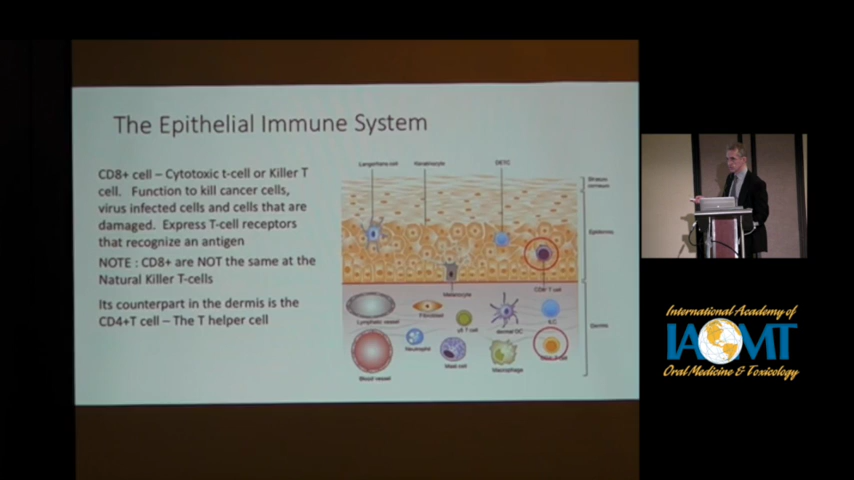 The Epithelial Immune System
CD8+ cell – Cytotoxic t-cell or Killer T
cell. Function to kill cancer cells,
virus infected cells and cells that are
damaged. Express T-cell receptors
that recognize an antigen
NOTE : CD8+ are NOT the same at the
Natural Killer T-cells
Its counterpart in the dermis is the
CD4+T cell – The T helper cell
Langerhans cell
Keratinocyte
DETC
Stratum
corneum
Epidermis
CD8+ T cell
Melanocyte
Lymphatic vessel
Fibroblast
γδ T cell
dermal DC
ILC
Dermis
Neutrophil
Blood vessel
Mast cell
Macrophage
International Academy of
IAOMT
Oral Medicine & Toxicology